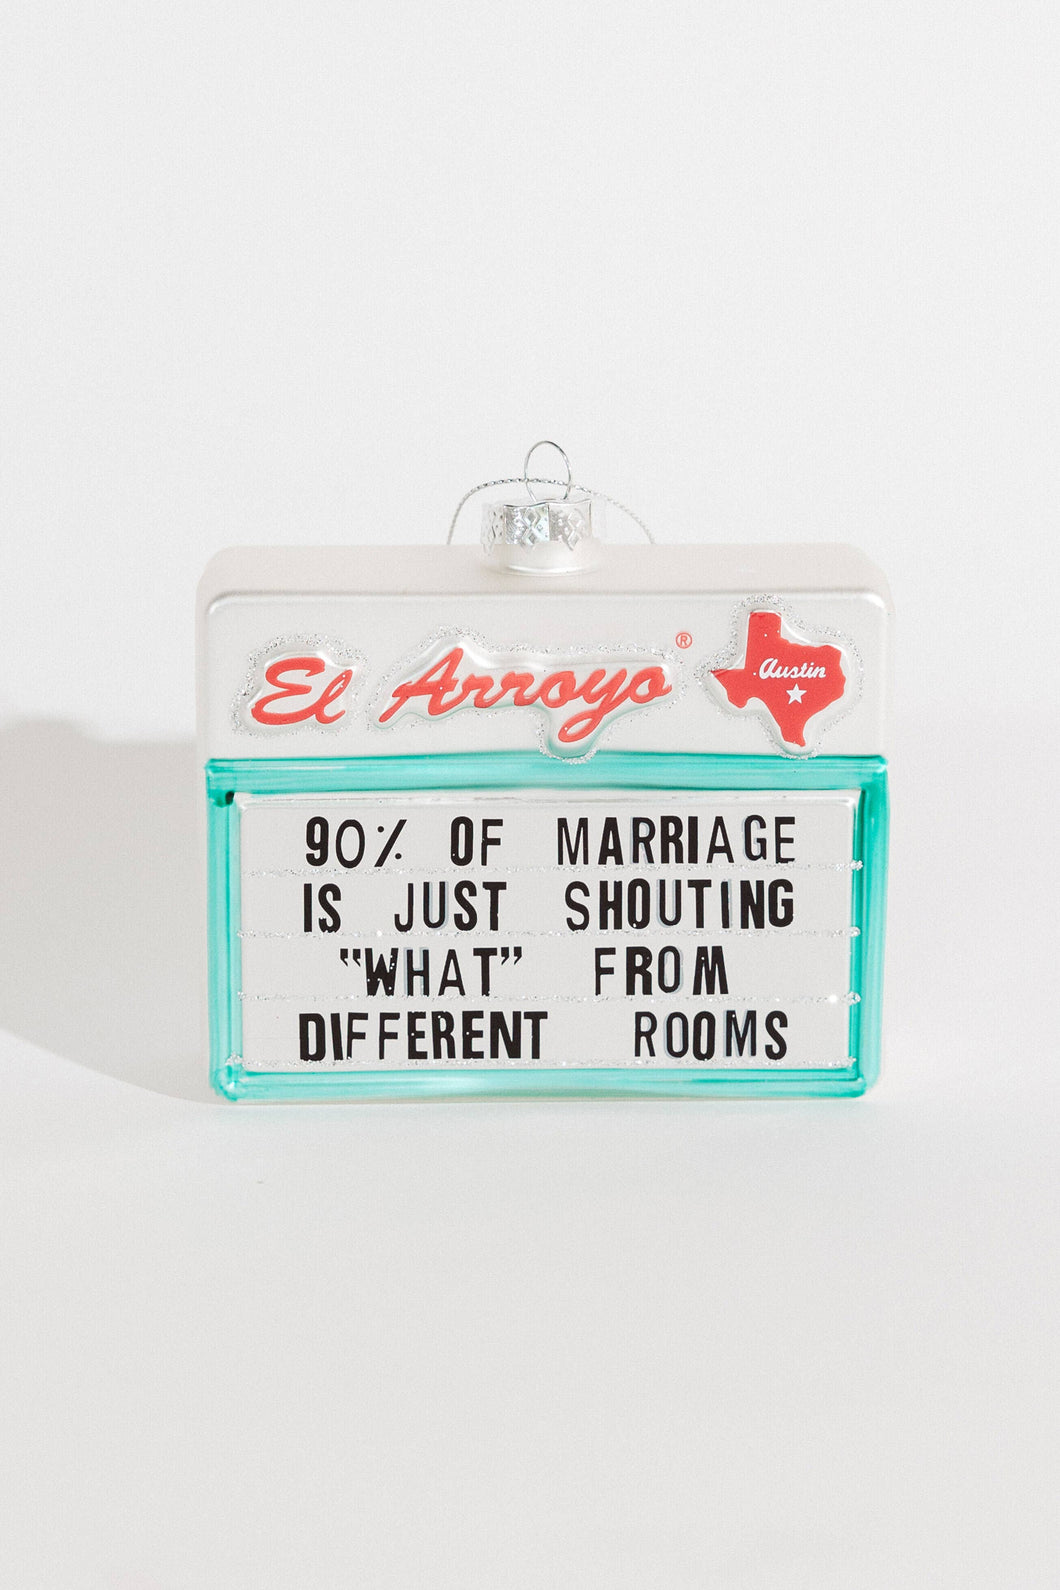 El Arroyo®
Austin
90% OF MARRIAGE
IS JUST SHOUTING
"WHAT" FROM
DIFFERENT ROOMS